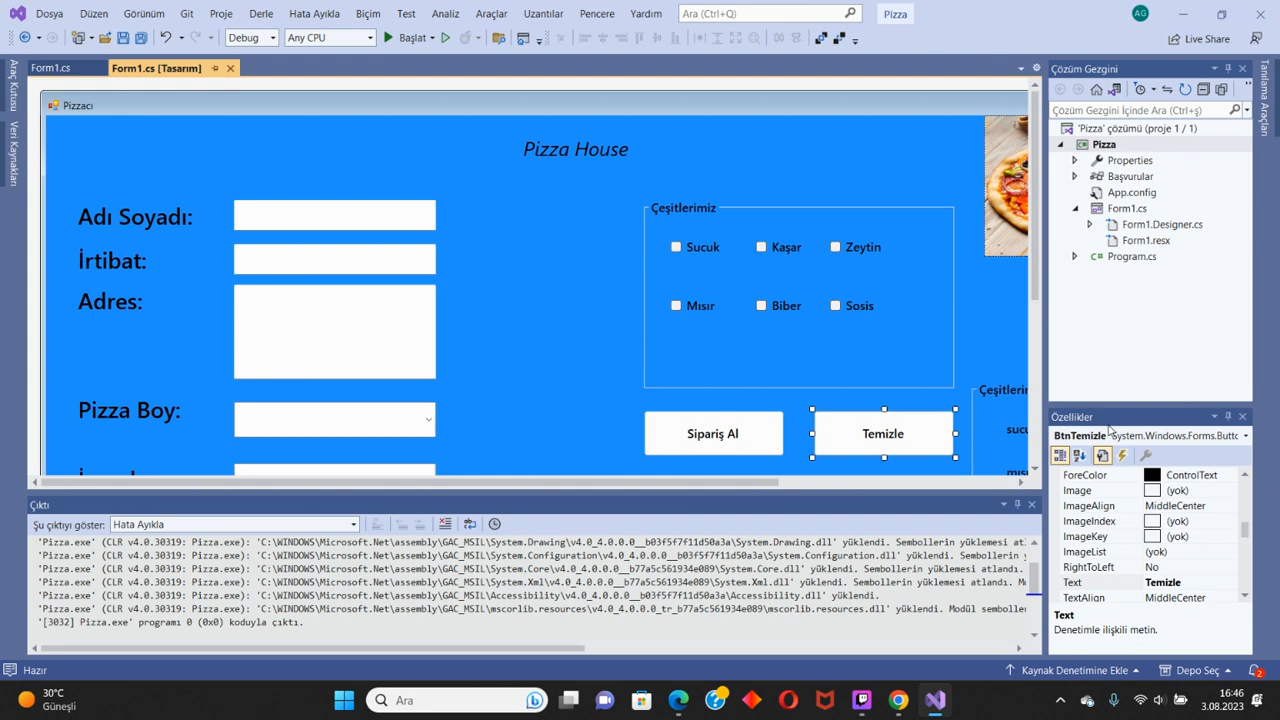 Dosya Düzen Görünüm Git Proje Derle Hata Ayıkla Biçim Test Analiz Araçlar Uzantılar Pencere Yardım Ara (Ctrl+Q) Pizza AG
Debug Any CPU Başlat Live Share
Form1.cs Form1.cs [Tasarım]
Araç Kutusu
Veri Kaynakları
Pizzacı
Pizza House
Adı Soyadı:
İrtibat:
Adres:
Pizza Boy:
Çeşitlerimiz
Sucuk Kaşar Zeytin
Mısır Biber Sosis
Çeşitlerim
Sipariş Al Temizle
Çözüm Gezgini
Çözüm Gezgini İçinde Ara (Ctrl+ş)
'Pizza' çözümü (proje 1 / 1)
Pizza
Properties
Başvurular
App.config
Form1.cs
Form1.Designer.cs
Form1.resx
Program.cs
Tanılama Araçları
Özellikler
BtnTemizle System.Windows.Forms.Butto
ForeColor ControlText
Image (yok)
ImageAlign MiddleCenter
ImageIndex (yok)
ImageKey (yok)
ImageList (yok)
RightToLeft No
Text Temizle
TextAlign MiddleCenter
Text
Denetimle ilişkili metin.
Çıktı
Şu çıktıyı göster: Hata Ayıkla
'Pizza.exe' (CLR v4.0.30319: Pizza.exe): 'C:\WINDOWS\Microsoft.Net\assembly\GAC_MSIL\System.Drawing\v4.0_4.0.0.0__b03f5f7f11d50a3a\System.Drawing.dll' yüklendi. Sembollerin yüklemesi atl
'Pizza.exe' (CLR v4.0.30319: Pizza.exe): 'C:\WINDOWS\Microsoft.Net\assembly\GAC_MSIL\System.Configuration\v4.0_4.0.0.0__b03f5f7f11d50a3a\System.Configuration.dll' yüklendi. Sembollerin y
'Pizza.exe' (CLR v4.0.30319: Pizza.exe): 'C:\WINDOWS\Microsoft.Net\assembly\GAC_MSIL\System.Core\v4.0_4.0.0.0__b77a5c561934e089\System.Core.dll' yüklendi. Sembollerin yüklemesi atlandı.
'Pizza.exe' (CLR v4.0.30319: Pizza.exe): 'C:\WINDOWS\Microsoft.Net\assembly\GAC_MSIL\System.Xml\v4.0_4.0.0.0__b77a5c561934e089\System.Xml.dll' yüklendi. Sembollerin yüklemesi atlandı. Mo
'Pizza.exe' (CLR v4.0.30319: Pizza.exe): 'C:\WINDOWS\Microsoft.Net\assembly\GAC_MSIL\Accessibility\v4.0_4.0.0.0__b03f5f7f11d50a3a\Accessibility.dll' yüklendi.
'Pizza.exe' (CLR v4.0.30319: Pizza.exe): 'C:\WINDOWS\Microsoft.Net\assembly\GAC_MSIL\mscorlib.resources\v4.0_4.0.0.0_tr_b77a5c561934e089\mscorlib.resources.dll' yüklendi. Modül sembolle
'[3032] Pizza.exe' programı 0 (0x0) koduyla çıktı.
Hazır Kaynak Denetimine Ekle Depo Seç 2
30°C
Güneşli
Ara
16:46
3.08.2023